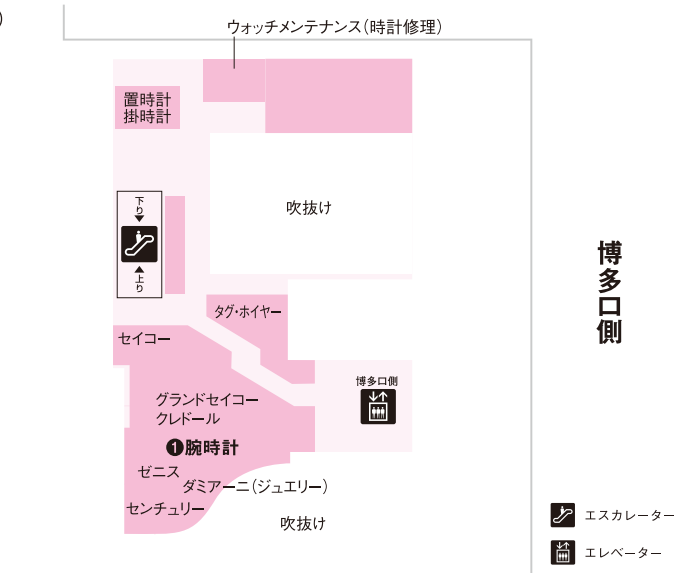 )
ウォッチメンテナンス(時計修理)
置時計
掛時計
下り
吹抜け
上り
博多口側
タグ・ホイヤー
セイコー
博多口側
グランドセイコー
クレドール
❶腕時計
ゼニス
ダミアーニ(ジュエリー)
センチュリー
吹抜け
エスカレーター
エレベーター